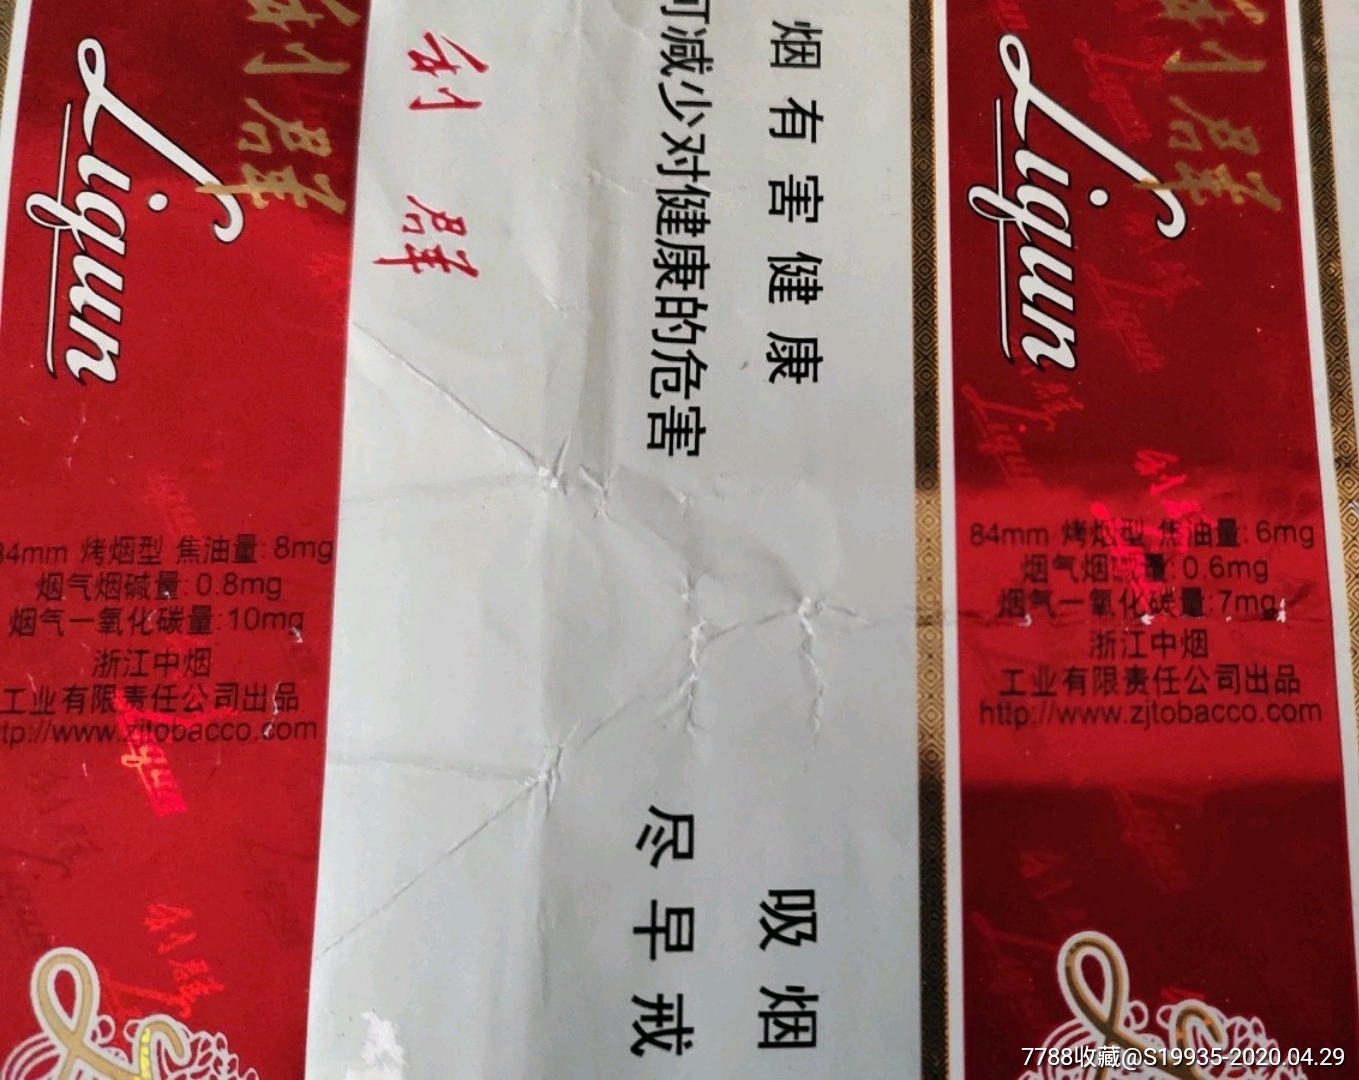 利群
Liqun
84mm 烤烟型 焦油量: 8mg
烟气烟碱量: 0.8mg
烟气一氧化碳量:10mg
浙江中烟
工业有限责任公司出品
tp://www.zjtobacco.com
利群
烟有害健康
可减少对健康的危害
吸烟
尽早戒
利群
Liqun
84mm 烤烟型 焦油量: 6mg
烟气烟碱量: 0.6mg
烟气一氧化碳量:7mg
浙江中烟
工业有限责任公司出品
http://www.zjtobacco.com
7788收藏@S19935-2020.04.29